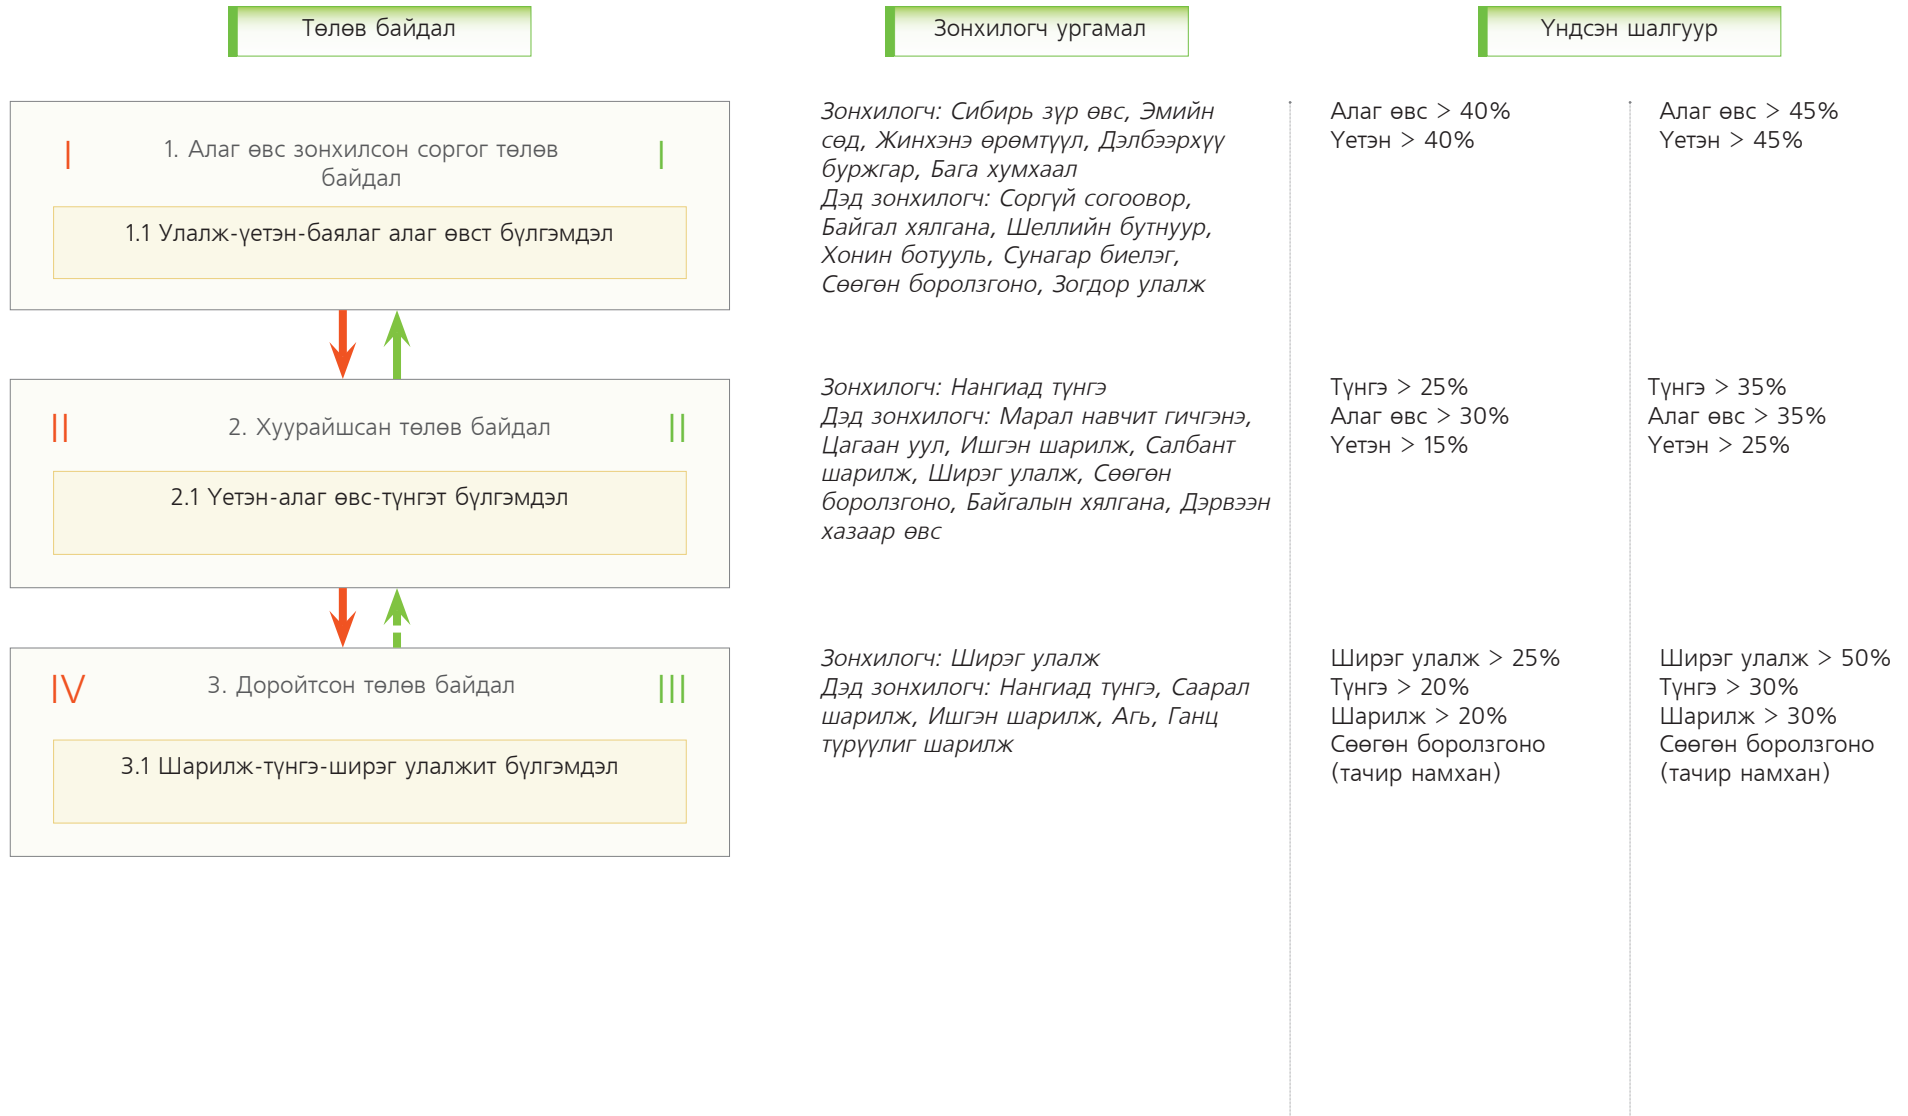 Төлөв байдал
Зонхилогч ургамал
Үндсэн шалгуур
I
1. Алаг өвс зонхилсон соргог төлөв
байдал
I
1.1 Улалж-үетэн-баялаг алаг өвст бүлгэмдэл
Зонхилогч: Сибирь зүр өвс, Эмийн
сөд, Жинхэнэ өрөмтүүл, Дэлбээрхүү
буржгар, Бага хумхаал
Дэд зонхилогч: Соргүй согоовор,
Байгал хялгана, Шеллийн бутнуур,
Хонин ботууль, Сунагар биелэг,
Сөөгөн боролзгоно, Зогдор улалж
Алаг өвс > 40%
Үетэн > 40%
Алаг өвс > 45%
Үетэн > 45%
II
2. Хуурайшсан төлөв байдал
II
2.1 Үетэн-алаг өвс-түнгэт бүлгэмдэл
Зонхилогч: Нангиад түнгэ
Дэд зонхилогч: Марал навчит гичгэнэ,
Цагаан уул, Ишгэн шарилж, Салбант
шарилж, Ширэг улалж, Сөөгөн
боролзгоно, Байгалын хялгана, Дэрвээн
хазаар өвс
Түнгэ > 25%
Алаг өвс > 30%
Үетэн > 15%
Түнгэ > 35%
Алаг өвс > 35%
Үетэн > 25%
IV
3. Доройтсон төлөв байдал
III
3.1 Шарилж-түнгэ-ширэг улалжит бүлгэмдэл
Зонхилогч: Ширэг улалж
Дэд зонхилогч: Нангиад түнгэ, Саарал
шарилж, Ишгэн шарилж, Агь, Ганц
түрүүлиг шарилж
Ширэг улалж > 25%
Түнгэ > 20%
Шарилж > 20%
Сөөгөн боролзгоно
(тачир намхан)
Ширэг улалж > 50%
Түнгэ > 30%
Шарилж > 30%
Сөөгөн боролзгоно
(тачир намхан)